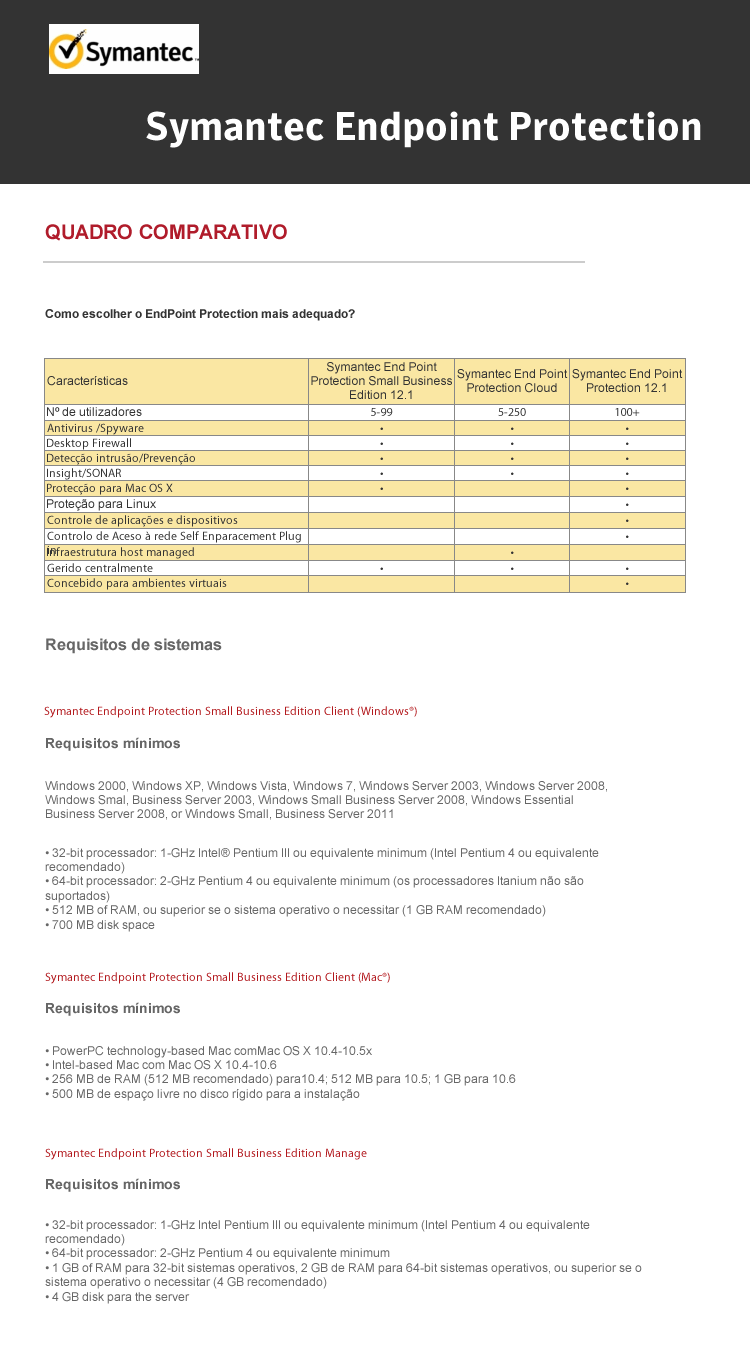 Symantec.
Symantec Endpoint Protection
QUADRO COMPARATIVO
Como escolher o EndPoint Protection mais adequado?
Características
Symantec End Point
Protection Small Business
Edition 12.1
Symantec End Point
Protection Cloud
Symantec End Point
Protection 12.1
Nº de utilizadores 5-99 5-250 100+
Antivirus /Spyware • • •
Desktop Firewall • • •
Detecção intrusão/Prevenção • • •
Insight/SONAR • • •
Protecção para Mac OS X • •
Proteção para Linux •
Controle de aplicações e dispositivos •
Controlo de Aceso à rede Self Enparacement Plug
in
Infraestrutura host managed •
Gerido centralmente • • •
Concebido para ambientes virtuais •
Requisitos de sistemas
Symantec Endpoint Protection Small Business Edition Client (Windows®)
Requisitos mínimos
Windows 2000, Windows XP, Windows Vista, Windows 7, Windows Server 2003, Windows Server 2008,
Windows Smal, Business Server 2003, Windows Small Business Server 2008, Windows Essential
Business Server 2008, or Windows Small, Business Server 2011
• 32-bit processador: 1-GHz Intel® Pentium III ou equivalente minimum (Intel Pentium 4 ou equivalente
recomendado)
• 64-bit processador: 2-GHz Pentium 4 ou equivalente minimum (os processadores Itanium não são
suportados)
• 512 MB of RAM, ou superior se o sistema operativo o necessitar (1 GB RAM recomendado)
• 700 MB disk space
Symantec Endpoint Protection Small Business Edition Client (Mac®)
Requisitos mínimos
• PowerPC technology-based Mac comMac OS X 10.4-10.5x
• Intel-based Mac com Mac OS X 10.4-10.6
• 256 MB de RAM (512 MB recomendado) para10.4; 512 MB para 10.5; 1 GB para 10.6
• 500 MB de espaço livre no disco rígido para a instalação
Symantec Endpoint Protection Small Business Edition Manage
Requisitos mínimos
• 32-bit processador: 1-GHz Intel Pentium III ou equivalente minimum (Intel Pentium 4 ou equivalente
recomendado)
• 64-bit processador: 2-GHz Pentium 4 ou equivalente minimum
• 1 GB of RAM para 32-bit sistemas operativos, 2 GB de RAM para 64-bit sistemas operativos, ou superior se o
sistema operativo o necessitar (4 GB recomendado)
• 4 GB disk para the server